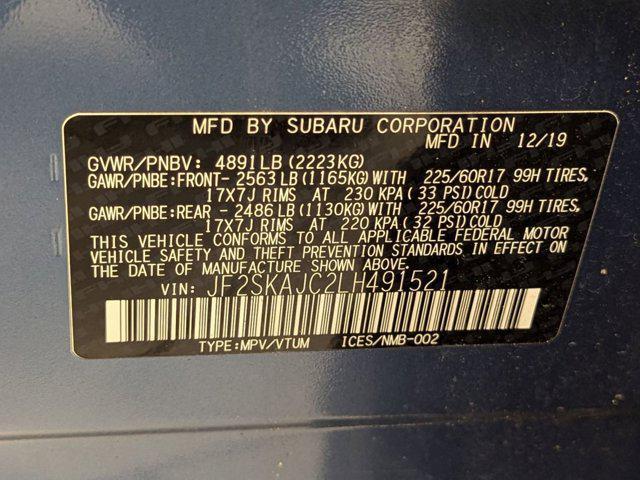 MFD BY SUBARU CORPORATION
MFD IN 12/19
GVWR/PNBV: 4891LB(2223KG)
GAWR/PNBE:FRONT- 2563LB(1165KG)WITH 225/60R17 99H TIRES,
17X7J RIMS AT 230 KPA( 33 PSI)COLD
GAWR/PNBE:REAR - 2486LB(1130KG)WITH 225/60R17 99H TIRES,
17X7J RIMS AT 220 KPA( 32 PSI)COLD
THIS VEHICLE CONFORMS TO ALL APPLICABLE FEDERAL MOTOR
VEHICLE SAFETY AND THEFT PREVENTION STANDARDS IN EFFECT ON
THE DATE OF MANUFACTURE SHOWN ABOVE.
VIN: JF2SKAJC2LH491521
TYPE:MPV/VTUM ICES/NMB-002